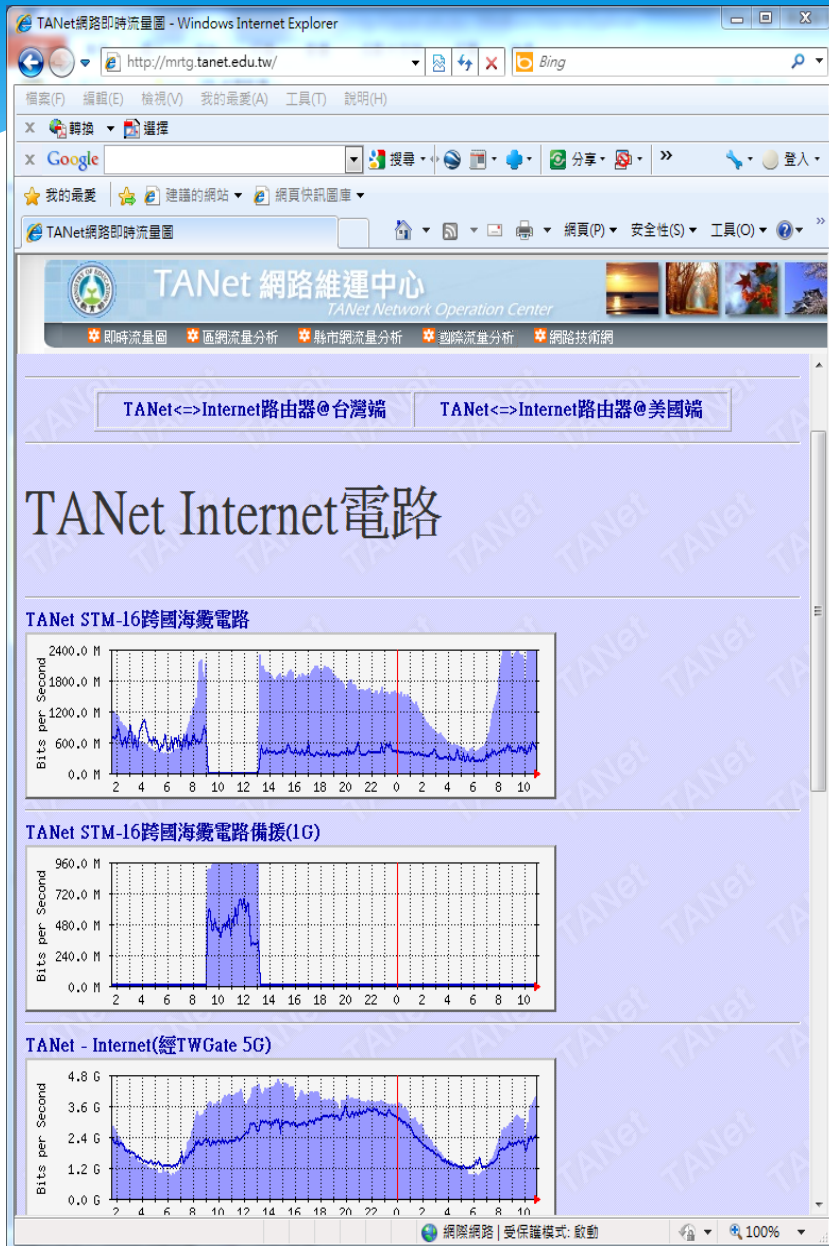 TANet網路即時流量圖 - Windows Internet Explorer
http://mrtg.tanet.edu.tw/
Bing
檔案(F) 編輯(E) 檢視(V) 我的最愛(A) 工具(T) 說明(H)
x 轉換 選擇
x Google 搜尋 分享 » 登入
我的最愛 建議的網站 網頁快訊圖庫
TANet網路即時流量圖 網頁(P) 安全性(S) 工具(O) »
TANet 網路維運中心
TANet Network Operation Center
即時流量圖 區網流量分析 縣市網流量分析 國際流量分析 網路技術網
TANet<=>Internet路由器@台灣端 TANet<=>Internet路由器@美國端
TANet Internet電路
TANet STM-16跨國海纜電路
Bits per Second
2400.0 M
1800.0 M
1200.0 M
600.0 M
0.0 M
2 4 6 8 10 12 14 16 18 20 22 0 2 4 6 8 10
TANet STM-16跨國海纜電路備援(1G)
Bits per Second
960.0 M
720.0 M
480.0 M
240.0 M
0.0 M
2 4 6 8 10 12 14 16 18 20 22 0 2 4 6 8 10
TANet - Internet(經TWGate 5G)
Bits per Second
4.8 G
3.6 G
2.4 G
1.2 G
0.0 G
2 4 6 8 10 12 14 16 18 20 22 0 2 4 6 8 10
網際網路 | 受保護模式: 啟動 100%